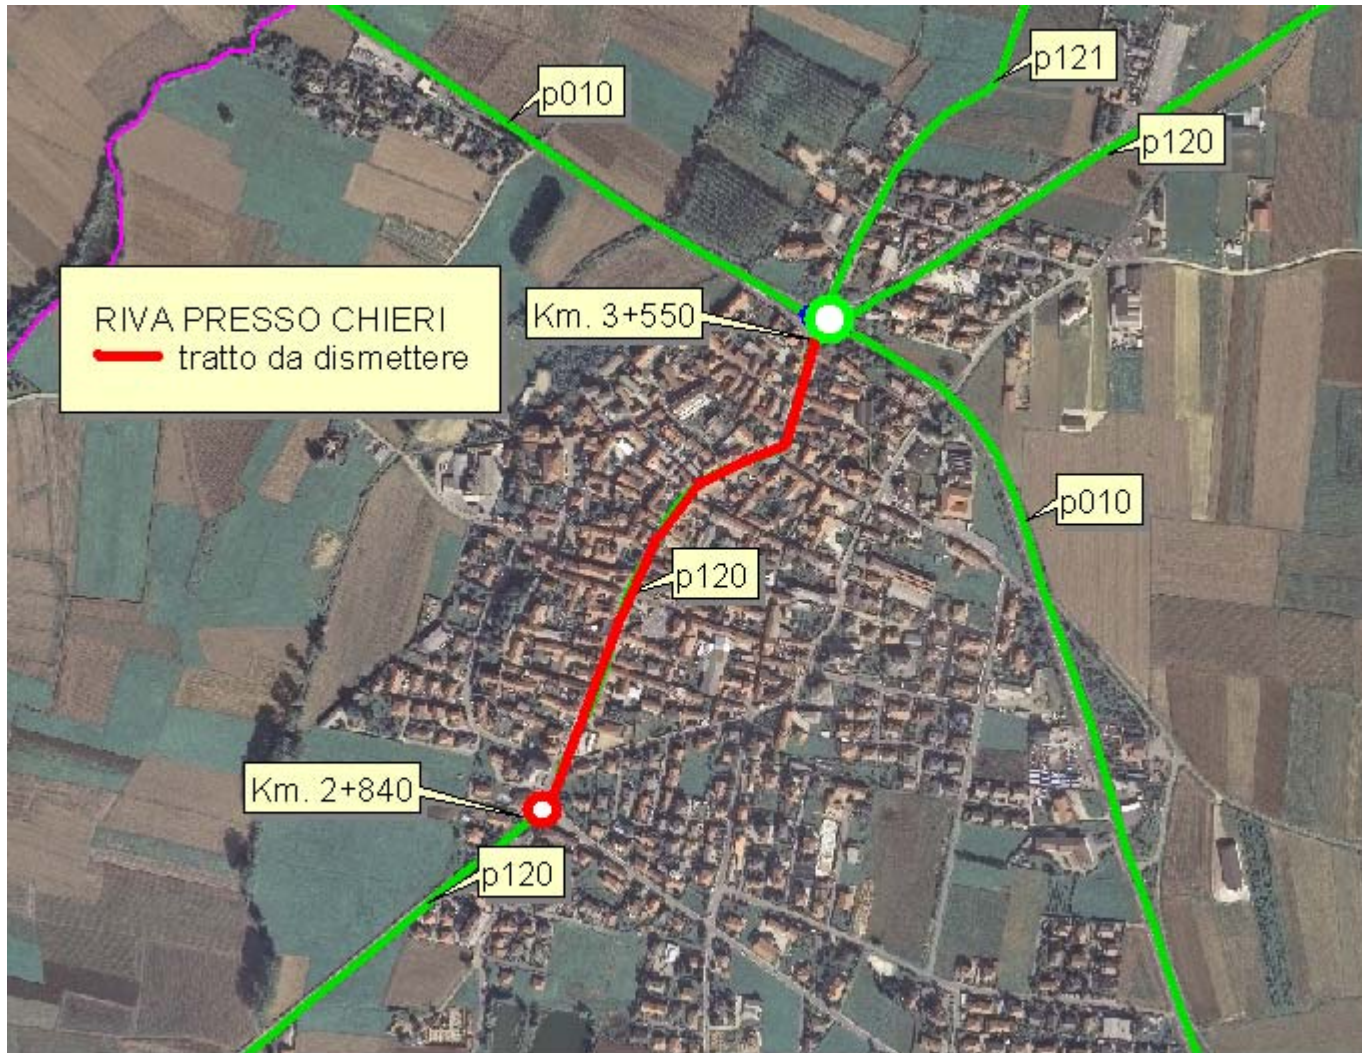 p121
p010
p120
RIVA PRESSO CHIERI
tratto da dismettere
Km. 3+550
p010
p120
Km. 2+840
p120